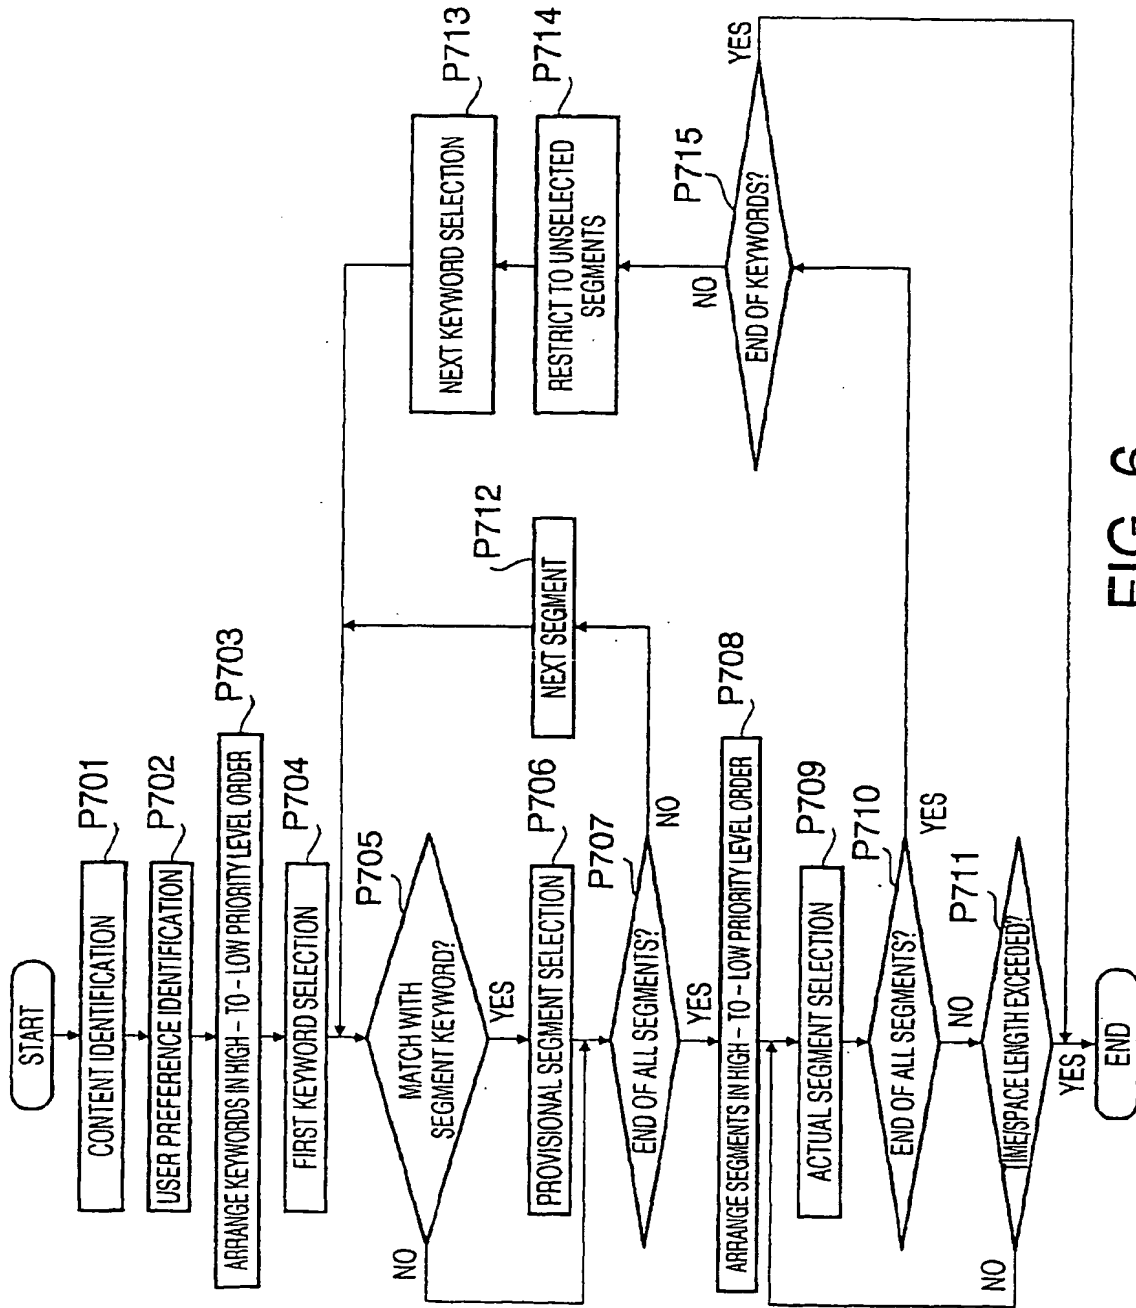 START
CONTENT IDENTIFICATION
P701
USER PREFERENCE IDENTIFICATION
P702
ARRANGE KEYWORDS IN HIGH - TO - LOW PRIORITY LEVEL ORDER
P703
FIRST KEYWORD SELECTION
P704
MATCH WITH
SEGMENT KEYWORD?
P705
NO
YES
PROVISIONAL SEGMENT SELECTION
P706
END OF ALL SEGMENTS?
P707
NO
YES
ARRANGE SEGMENTS IN HIGH - TO - LOW PRIORITY LEVEL ORDER
P708
ACTUAL SEGMENT SELECTION
P709
END OF ALL SEGMENTS?
P710
YES
NO
TIME/SPACE LENGTH EXCEEDED?
P711
NO
YES
END
NEXT SEGMENT
P712
NEXT KEYWORD SELECTION
P713
RESTRICT TO UNSELECTED
SEGMENTS
P714
END OF KEYWORDS?
P715
NO
YES
FIG. 6